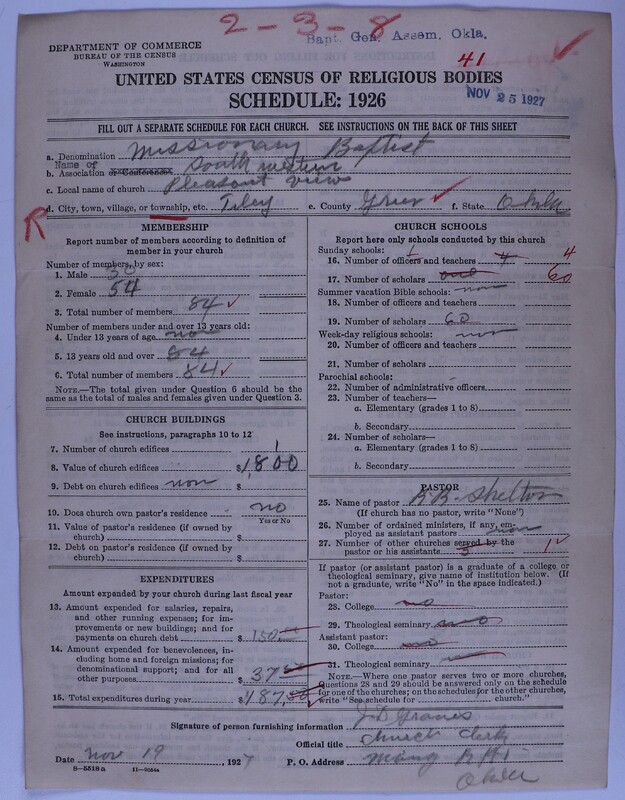 2-3-8
Bapt. Gen. Assem. Okla.
DEPARTMENT OF COMMERCE
BUREAU OF THE CENSUS
WASHINGTON
41
UNITED STATES CENSUS OF RELIGIOUS BODIES
NOV 25 1927
SCHEDULE: 1926
FILL OUT A SEPARATE SCHEDULE FOR EACH CHURCH. SEE INSTRUCTIONS ON THE BACK OF THIS SHEET
a. Denomination Missionary Baptist
Name of
b. Association or Conference South western
c. Local name of church Pleasant view
R
d. City, town, village, or township, etc. e. County Greer f. State Okla
MEMBERSHIP
Report number of members according to definition of member in your church
Number of members by sex:
1. Male 30
2. Female 54
3. Total number of members 84
Number of members under and over 13 years old:
4. Under 13 years of age non
5. 13 years old and over 84
6. Total number of members 84
NOTE.—The total given under Question 6 should be the same as the total of males and females given under Question 3.
CHURCH BUILDINGS
See instructions, paragraphs 10 to 12
7. Number of church edifices 1
8. Value of church edifices $1,800
9. Debt on church edifices non $
10. Does church own pastor's residence no
Yes or No
11. Value of pastor's residence (if owned by church) $
12. Debt on pastor's residence (if owned by church) $
EXPENDITURES
Amount expended by your church during last fiscal year
13. Amount expended for salaries, repairs, and other running expenses; for improvements or new buildings; and for payments on church debt $150
14. Amount expended for benevolences, including home and foreign missions; for denominational support; and for all other purposes $37
15. Total expenditures during year $187
CHURCH SCHOOLS
Report here only schools conducted by this church
Sunday schools:
16. Number of officers and teachers 4 4
17. Number of scholars 60
Summer vacation Bible schools: non
18. Number of officers and teachers
19. Number of scholars 60
Week-day religious schools: non
20. Number of officers and teachers
21. Number of scholars
Parochial schools:
22. Number of administrative officers
23. Number of teachers—
a. Elementary (grades 1 to 8)
b. Secondary
24. Number of scholars—
a. Elementary (grades 1 to 8)
b. Secondary
PASTOR
25. Name of pastor Shelton
(If church has no pastor, write "None")
26. Number of ordained ministers, if any, employed as assistant pastors non
27. Number of other churches served by the pastor or his assistants 3 1
If pastor (or assistant pastor) is a graduate of a college or theological seminary, give name of institution below. (If not a graduate, write "No" in the space indicated.)
Pastor:
28. College no
29. Theological seminary no
Assistant pastor:
30. College no
31. Theological seminary
NOTE.—Where one pastor serves two or more churches, questions 28 and 29 should be answered only on the schedule for one of the churches; on the schedules for the other churches, write "See schedule for church."
Signature of person furnishing information J D Graves
Official title Church Clerk
Date Nov 19, 1927 P. O. Address
Okla
8-5518a 11-9054a